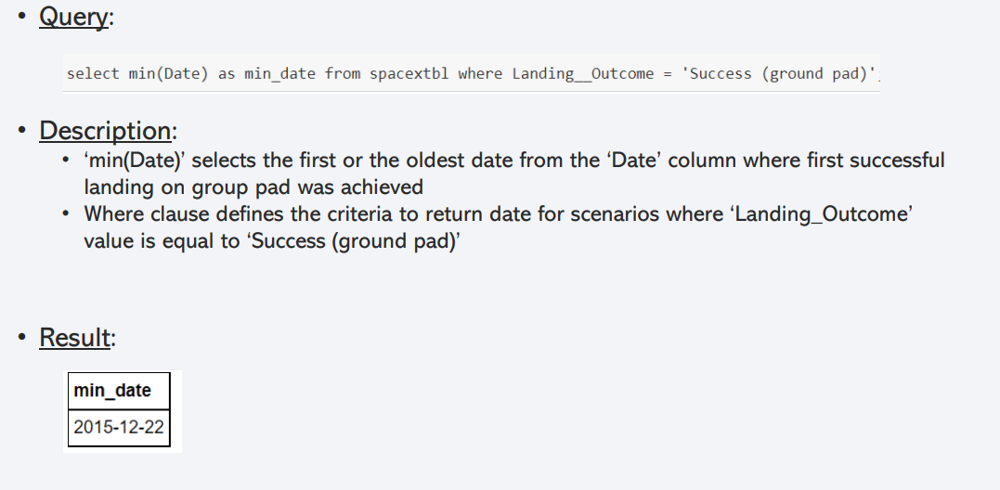 • Query:
select min(Date) as min_date from spacextbl where Landing__Outcome = 'Success (ground pad)';
• Description:
• ‘min(Date)’ selects the first or the oldest date from the ‘Date’ column where first successful
landing on group pad was achieved
• Where clause defines the criteria to return date for scenarios where ‘Landing_Outcome’
value is equal to ‘Success (ground pad)’
• Result:
min_date
2015-12-22